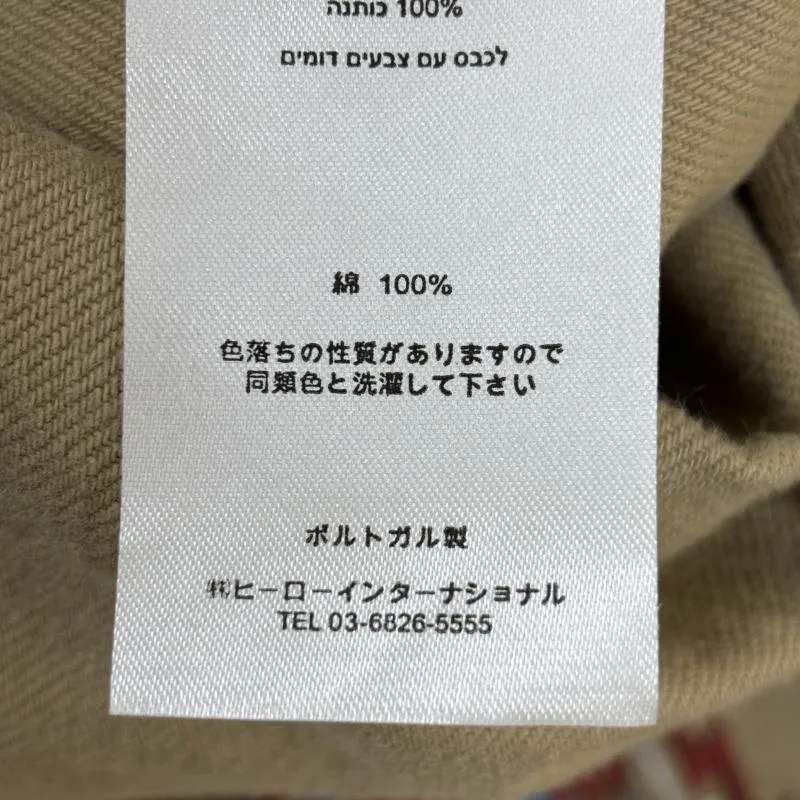 100% כותנה
לכבס עם צבעים דומים
綿 100%
色落ちの性質がありますので
同類色と洗濯して下さい
ポルトガル製
㈱ヒーローインターナショナル
TEL 03-6826-5555